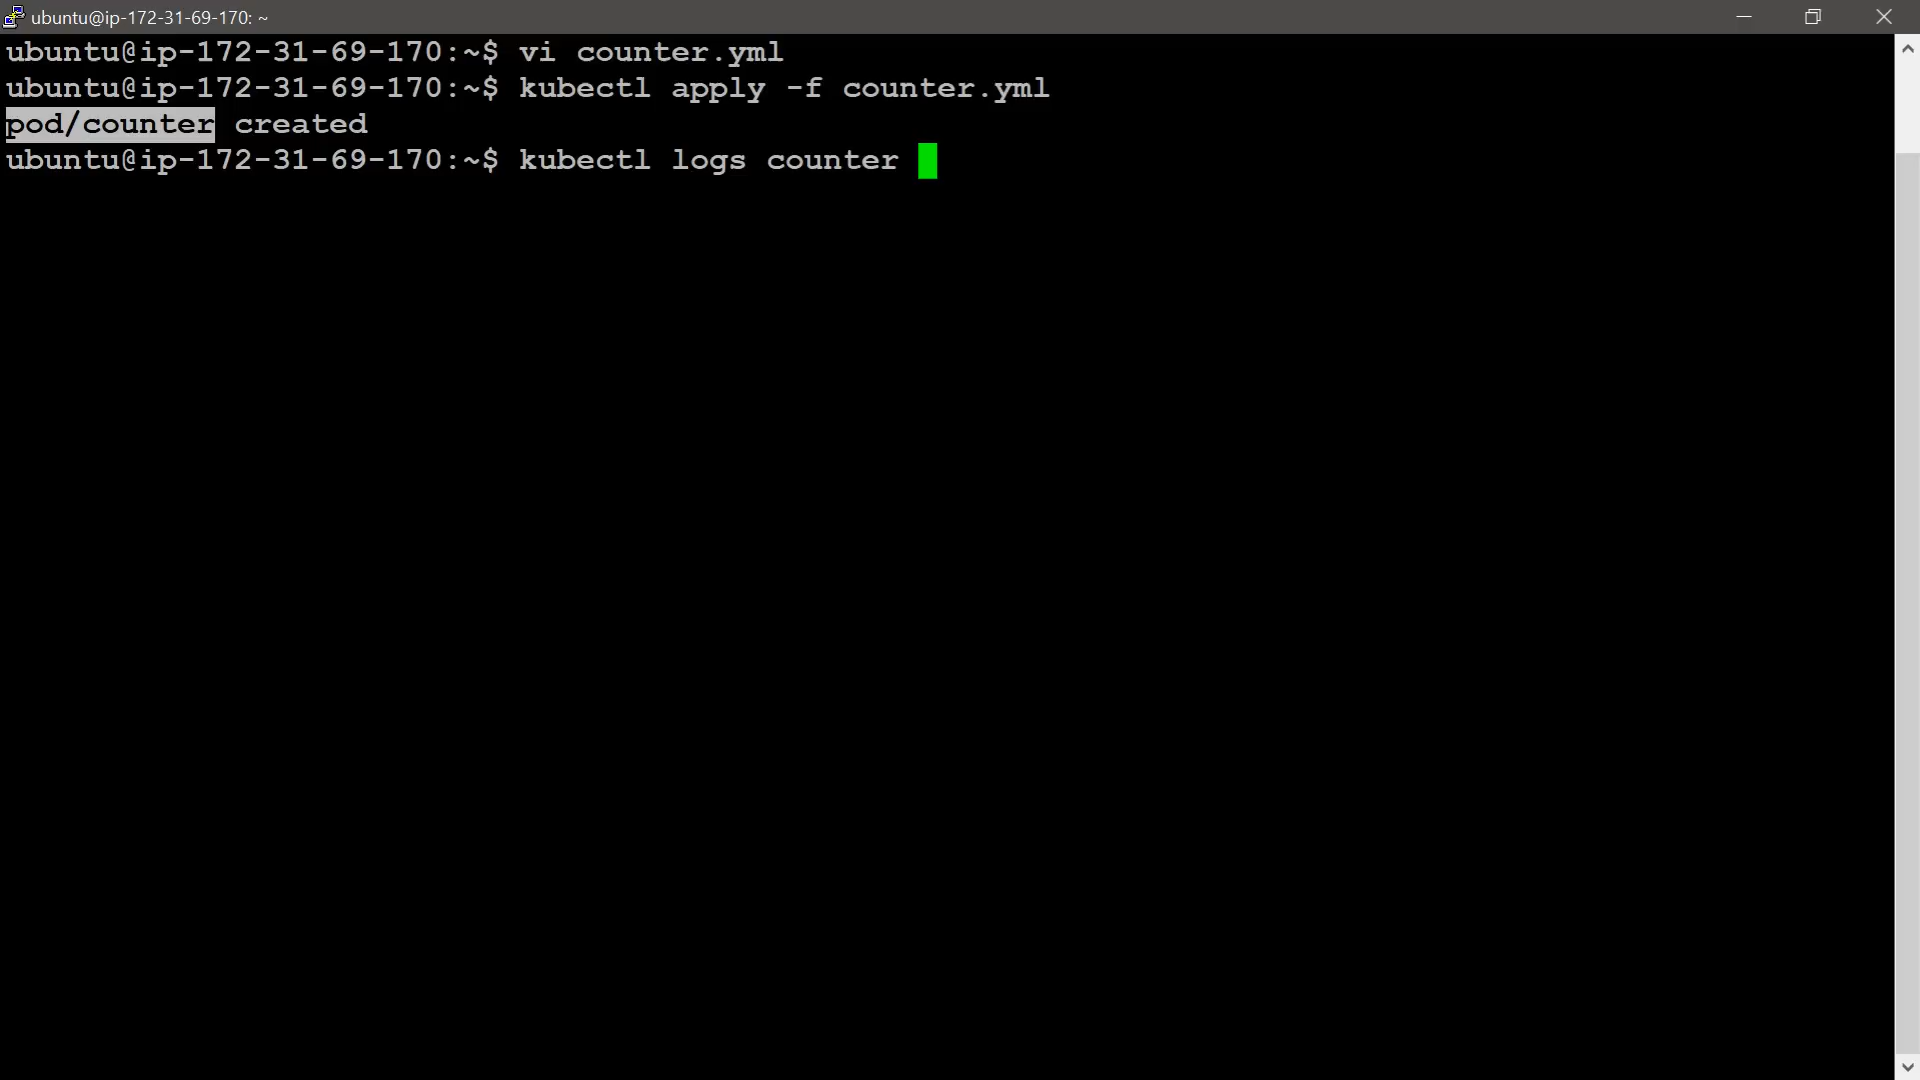 ubuntu@ip-172-31-69-170: ~
ubuntu@ip-172-31-69-170:~$ vi counter.yml
ubuntu@ip-172-31-69-170:~$ kubectl apply -f counter.yml
pod/counter created
ubuntu@ip-172-31-69-170:~$ kubectl logs counter